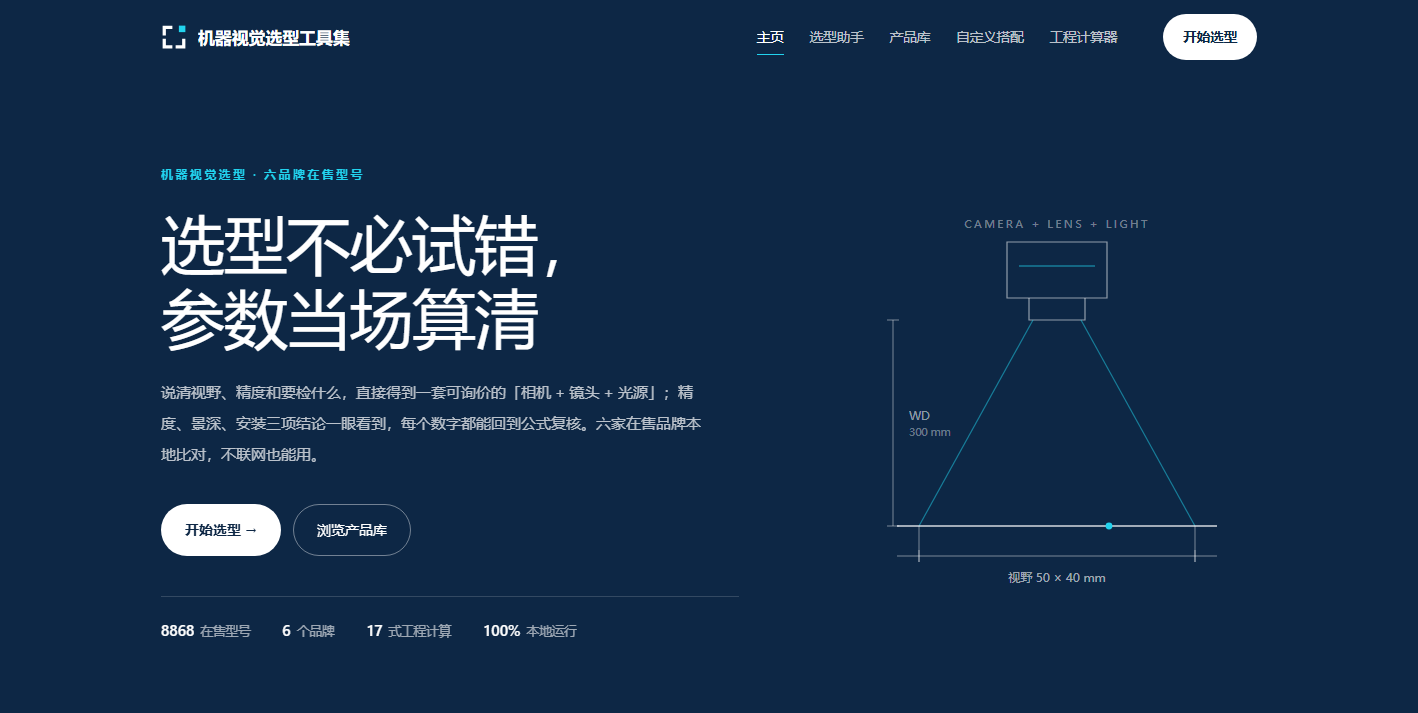 机器视觉选型工具集
主页 选型助手 产品库 自定义搭配 工程计算器 开始选型
机器视觉选型 · 六品牌在售型号
选型不必试错，
参数当场算清
说清视野、精度和要检什么，直接得到一套可询价的「相机 + 镜头 + 光源」；精
度、景深、安装三项结论一眼看到，每个数字都能回到公式复核。六家在售品牌本
地比对，不联网也能用。
开始选型 → 浏览产品库
8868 在售型号 6 个品牌 17 式工程计算 100% 本地运行
CAMERA + LENS + LIGHT
WD
300 mm
视野 50 × 40 mm